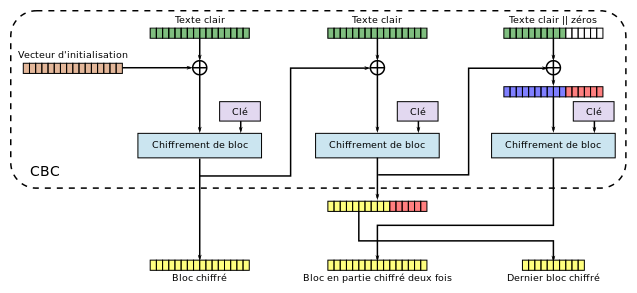 Texte clair
Texte clair
Texte clair || zéros
Vecteur d'initialisation
Clé
Clé
Clé
Chiffrement de bloc
Chiffrement de bloc
Chiffrement de bloc
CBC
Bloc chiffré
Bloc en partie chiffré deux fois
Dernier bloc chiffré